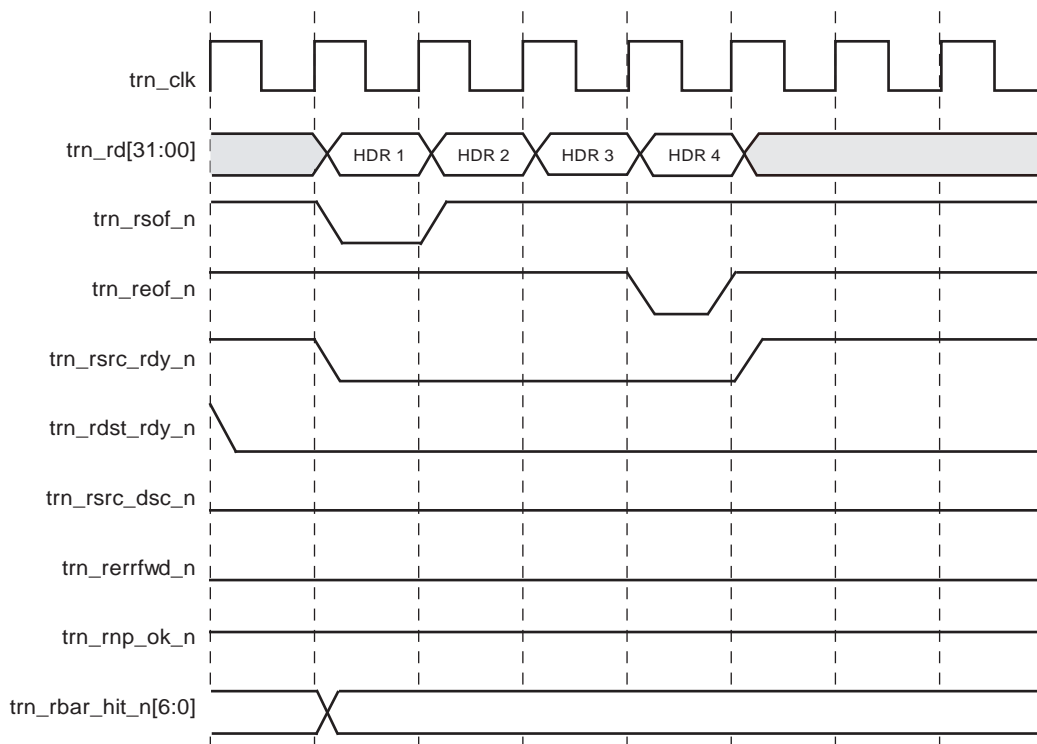 trn_clk
trn_rd[31:00]
HDR 1 HDR 2 HDR 3 HDR 4
trn_rsof_n
trn_reof_n
trn_rsrc_rdy_n
trn_rdst_rdy_n
trn_rsrc_dsc_n
trn_rerrfwd_n
trn_rnp_ok_n
trn_rbar_hit_n[6:0]